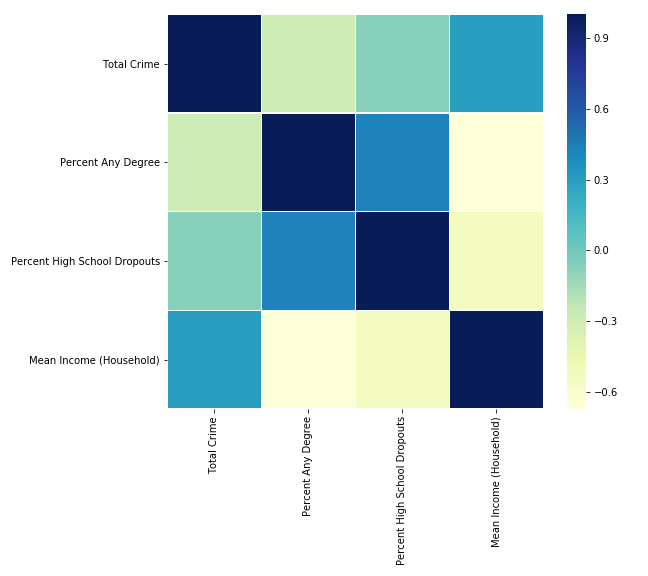 Total Crime
Percent Any Degree
Percent High School Dropouts
Mean Income (Household)
Total Crime
Percent Any Degree
Percent High School Dropouts
Mean Income (Household)
0.9
0.6
0.3
0.0
−0.3
−0.6